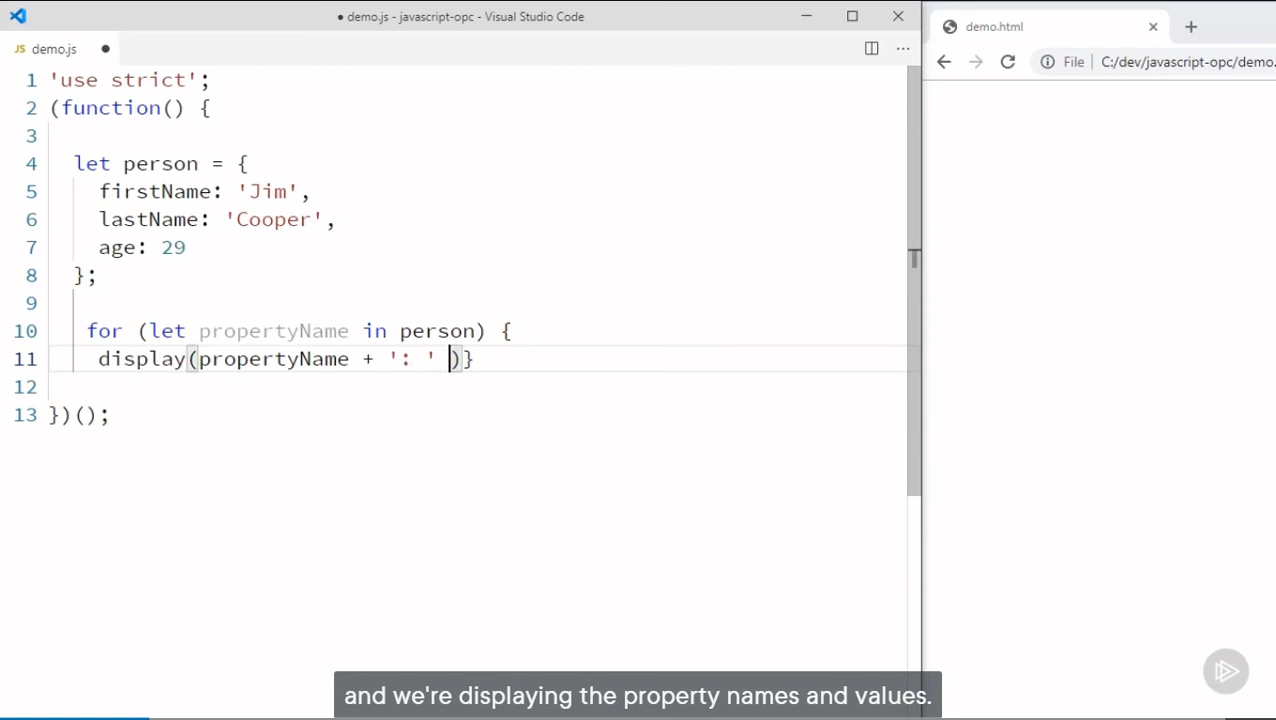 ● demo.js - javascript-opc - Visual Studio Code
demo.html
JS demo.js ●
File C:/dev/javascript-opc/demo.
1 'use strict';
2 (function() {
3
4 let person = {
5 firstName: 'Jim',
6 lastName: 'Cooper',
7 age: 29
8 };
9
10 for (let propertyName in person) {
11 display(propertyName + ': ' )}
12
13 })();
and we're displaying the property names and values.